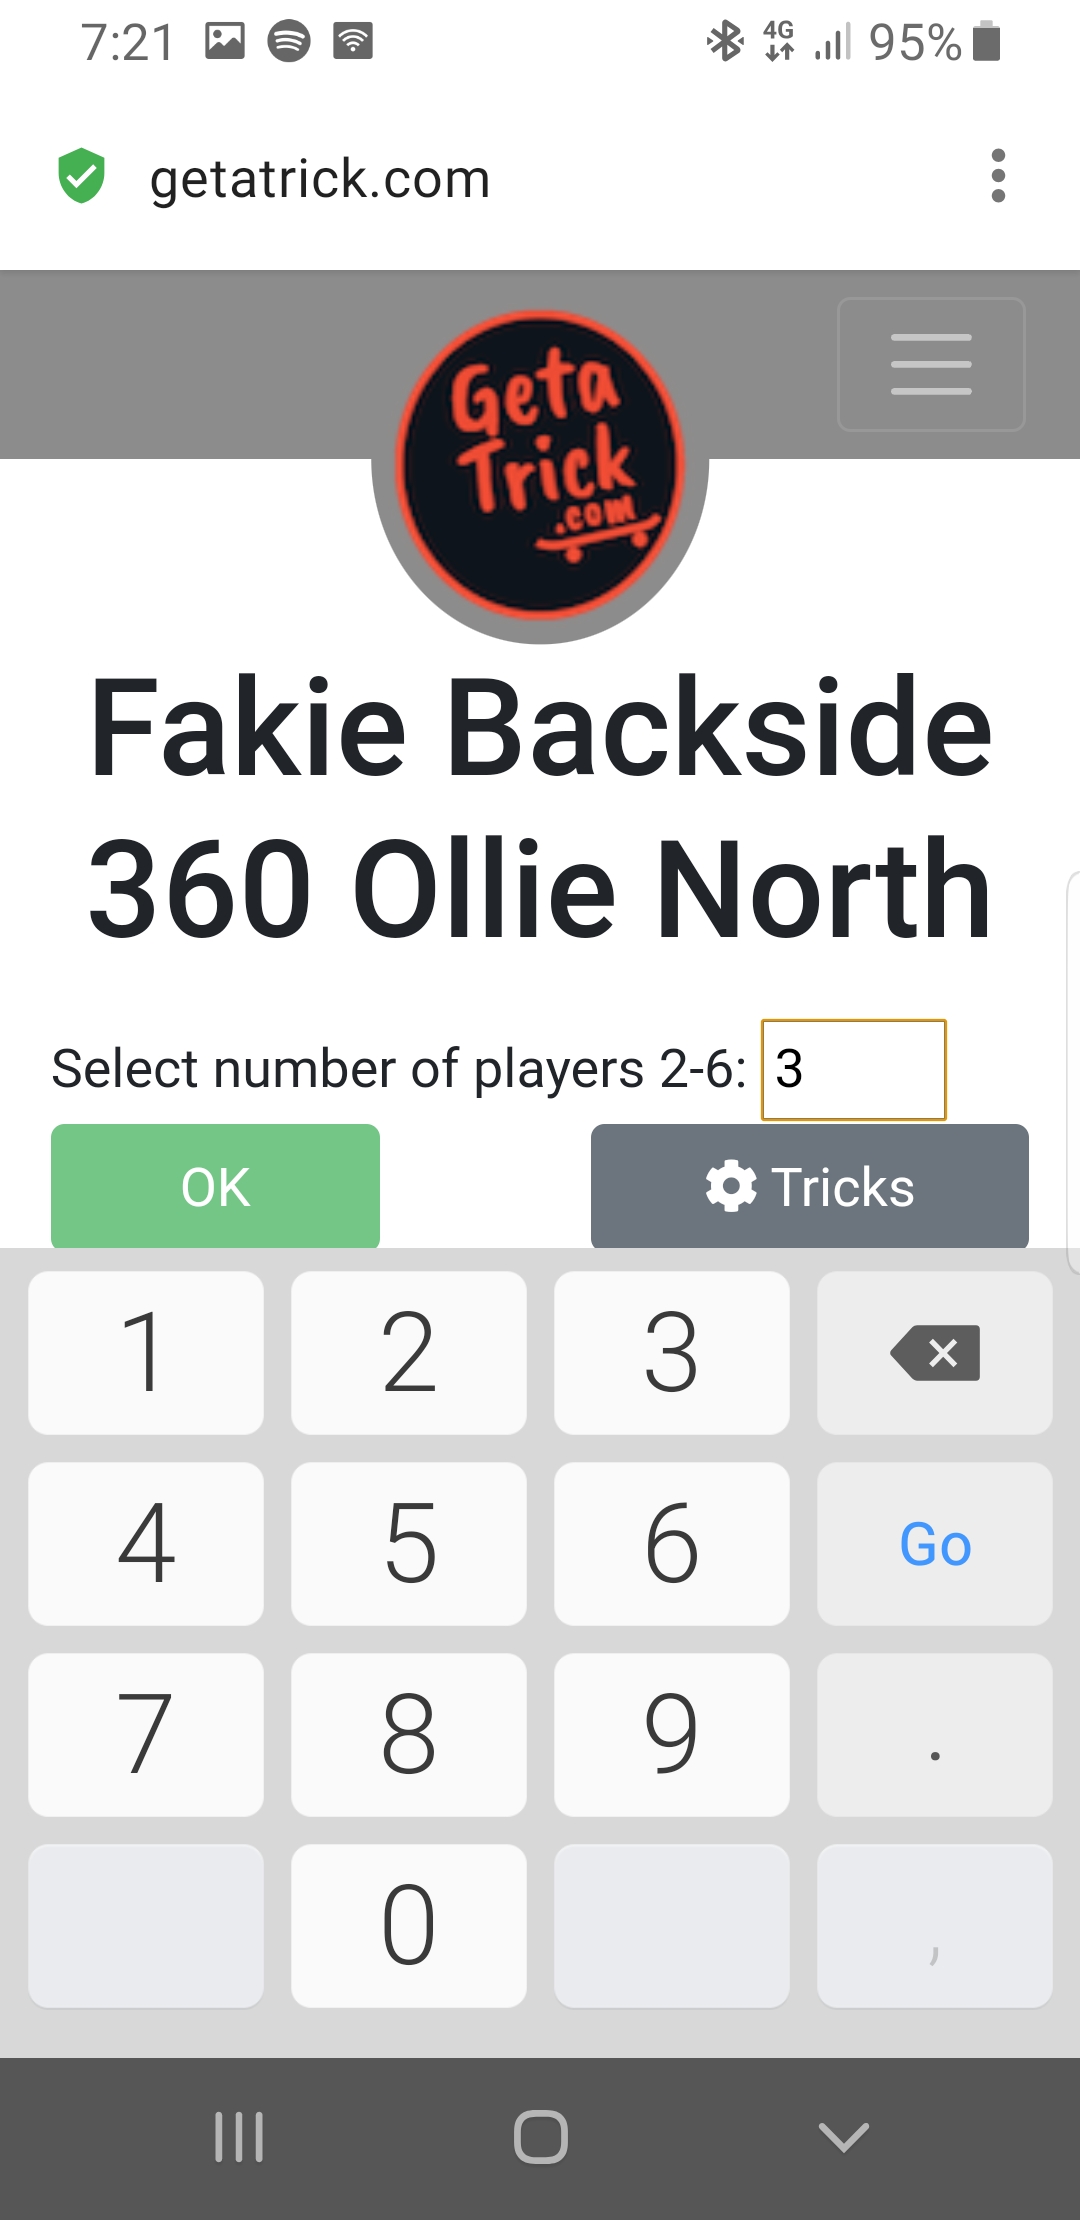 7:21 4G 95%
getatrick.com
Geta
Trick
.com
Fakie Backside
360 Ollie North
Select number of players 2-6: 3
OK Tricks
1 2 3
4 5 6 Go
7 8 9 .
0 ,